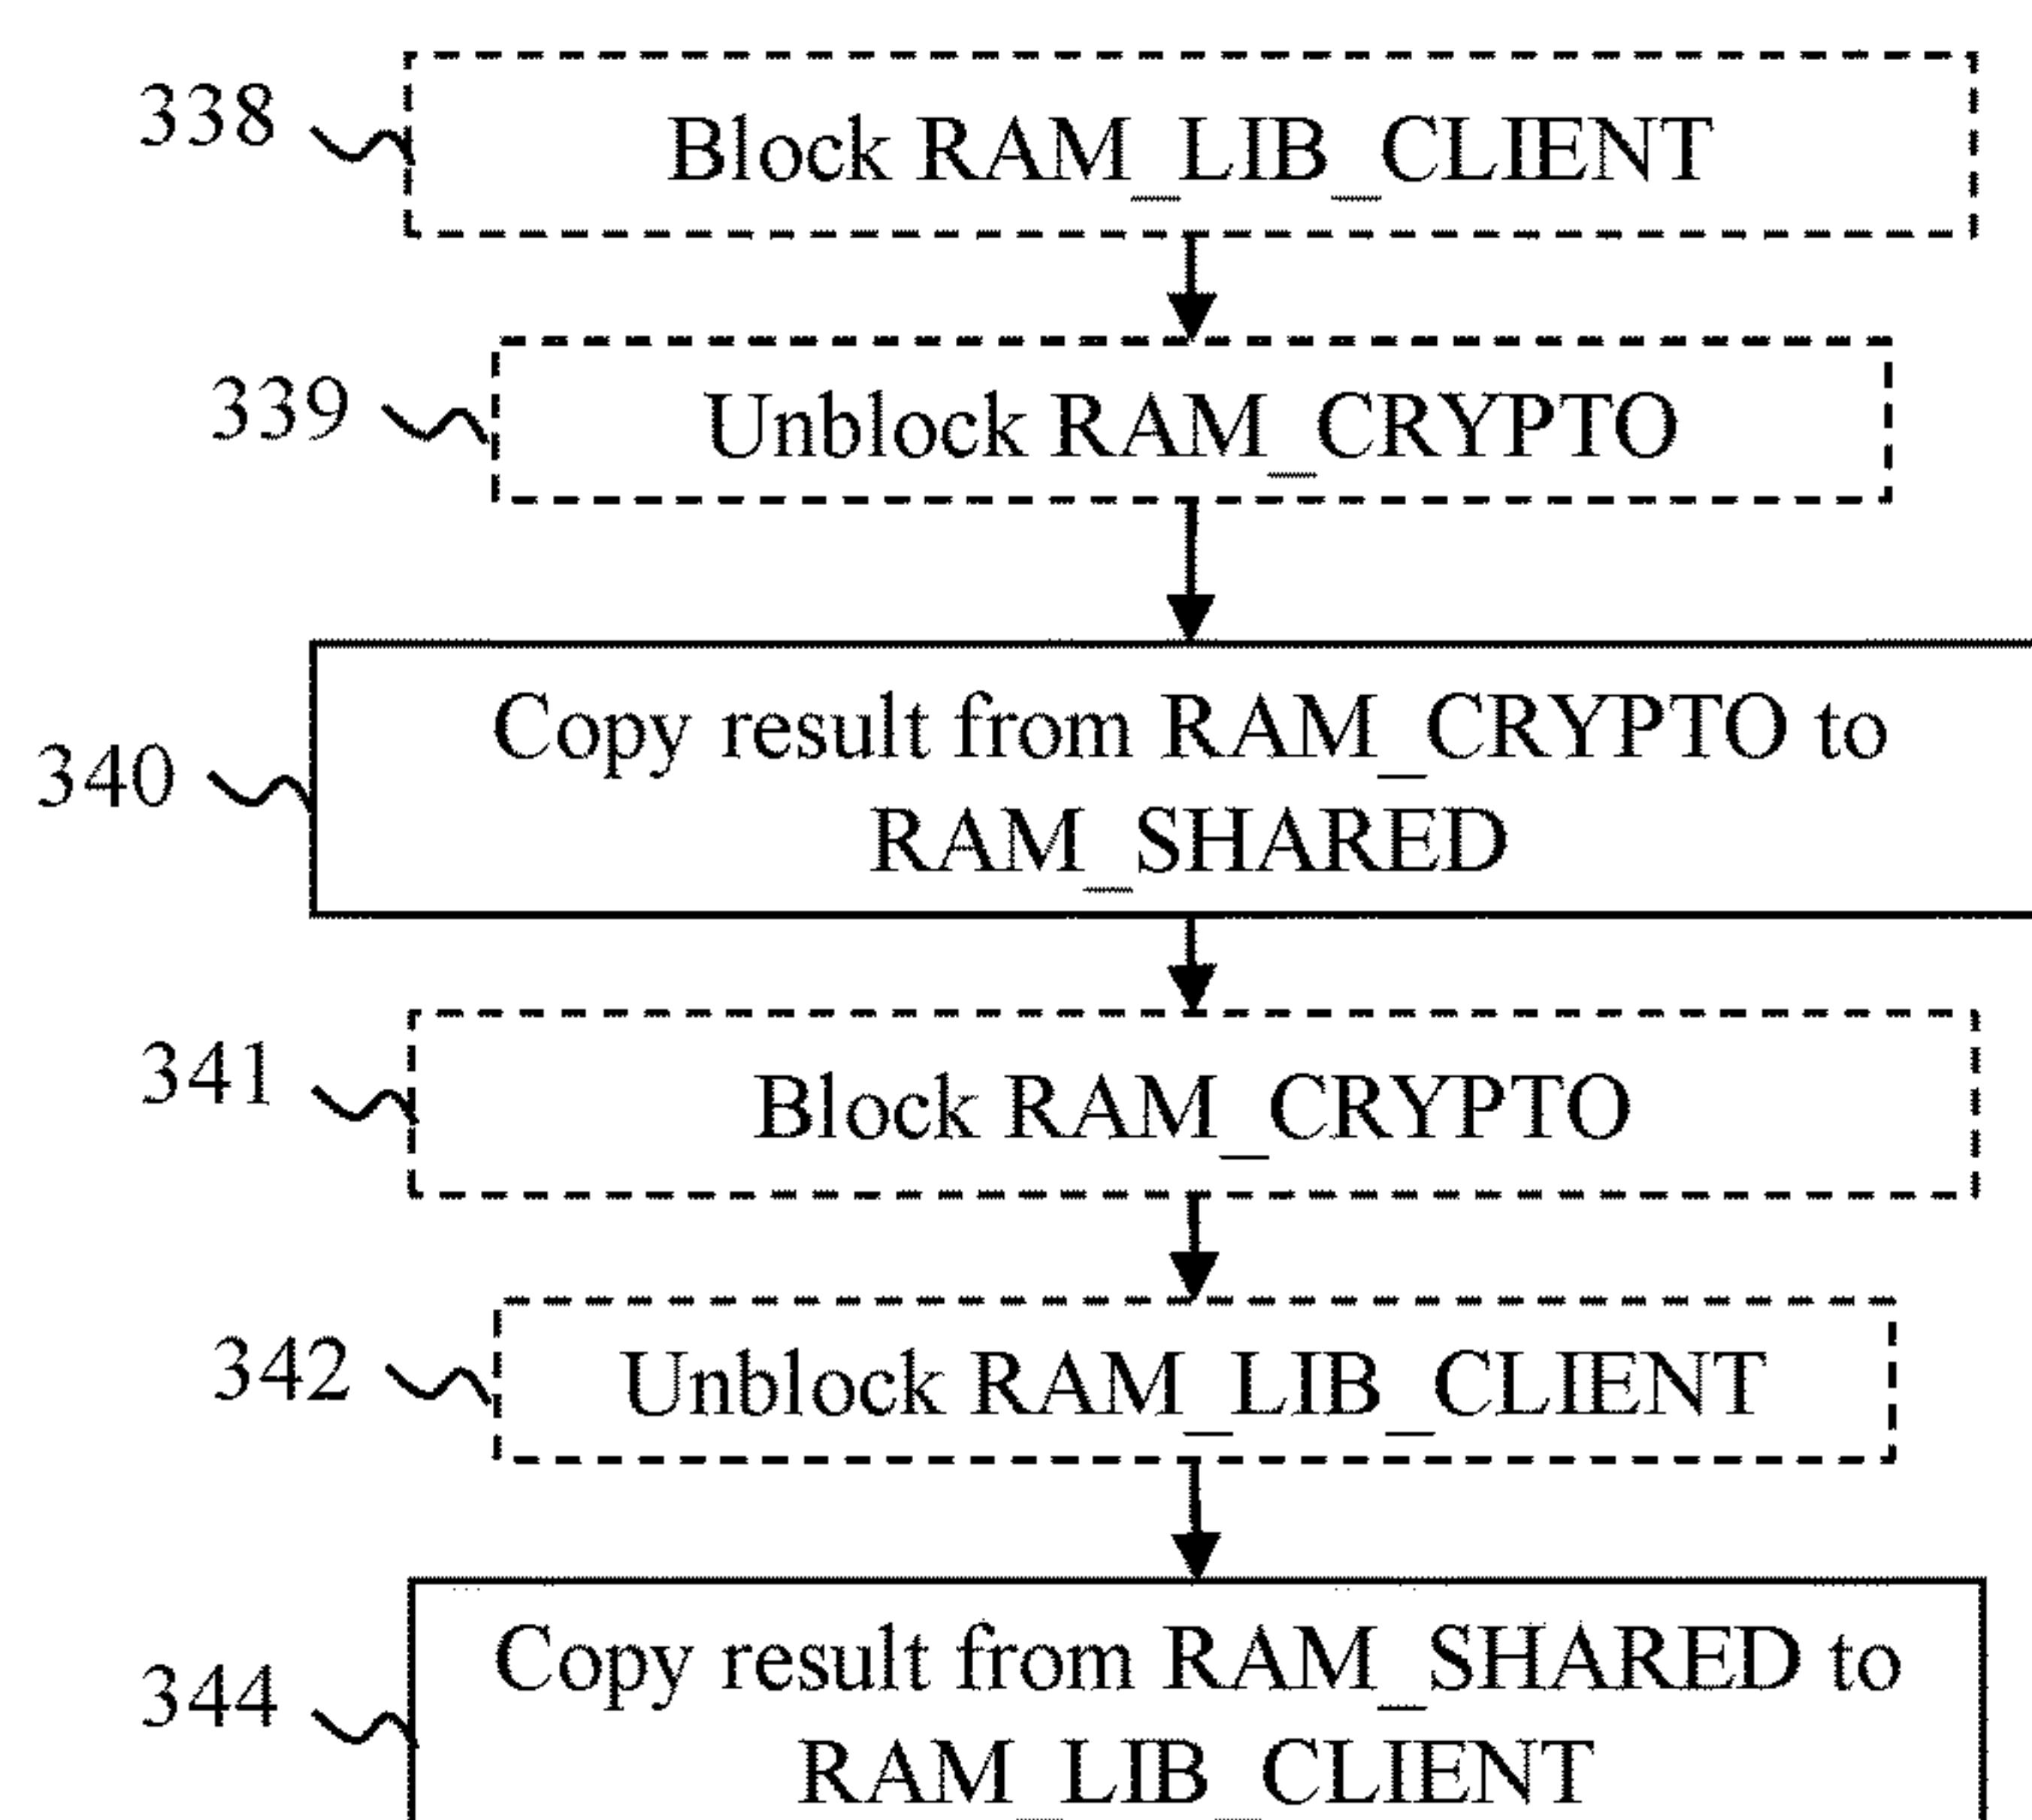 338
Block RAM_LIB_CLIENT
339
Unblock RAM_CRYPTO
340
Copy result from RAM_CRYPTO to
RAM_SHARED
341
Block RAM_CRYPTO
342
Unblock RAM_LIB_CLIENT
344
Copy result from RAM_SHARED to
RAM_LIB_CLIENT